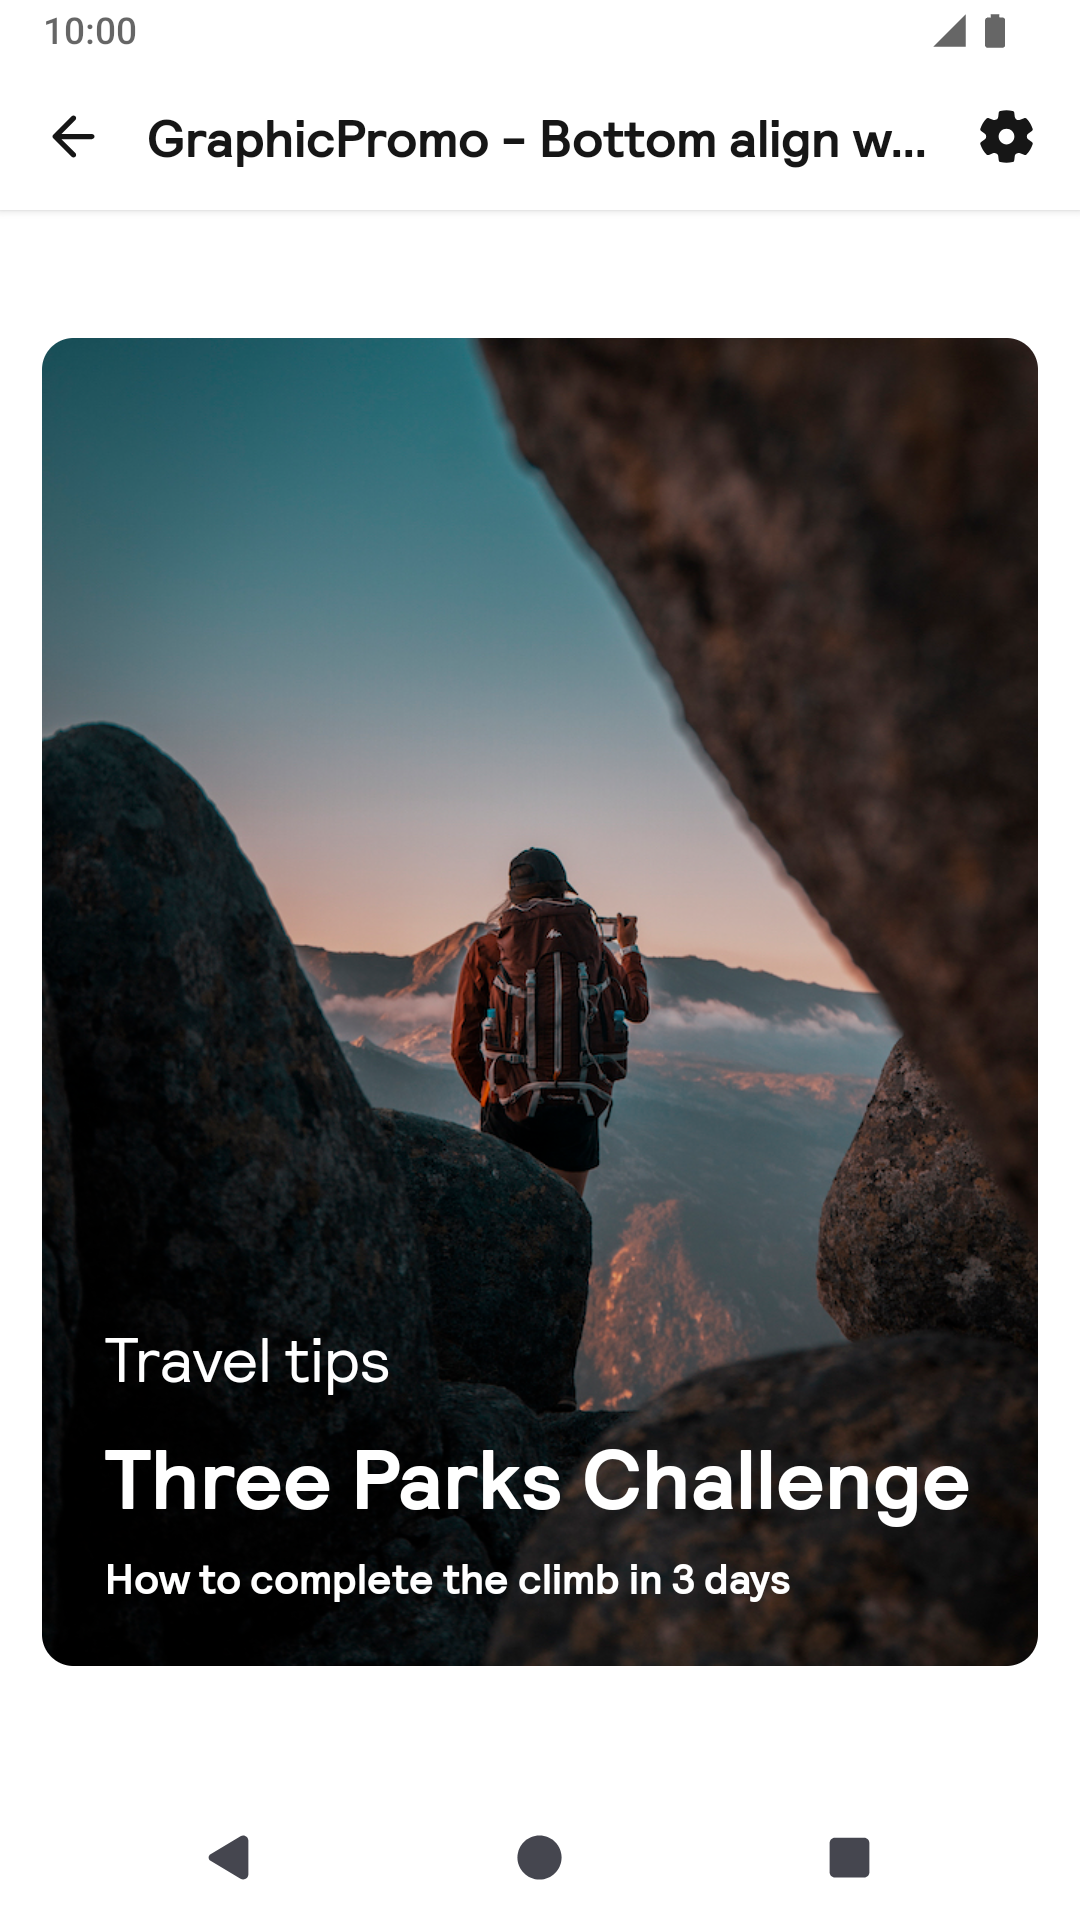 10:00
GraphicPromo - Bottom align w...
Travel tips
Three Parks Challenge
How to complete the climb in 3 days